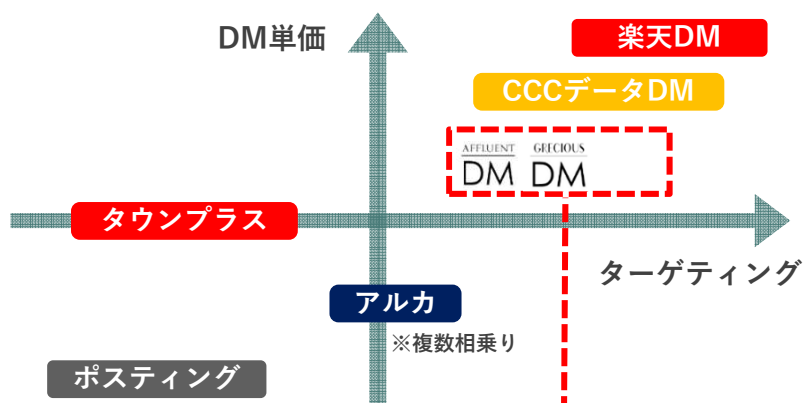 DM単価
楽天DM
CCCデータDM
AFFLUENT
DM
GRECIOUS
DM
タウンプラス
ターゲティング
アルカ
※複数相乗り
ポスティング